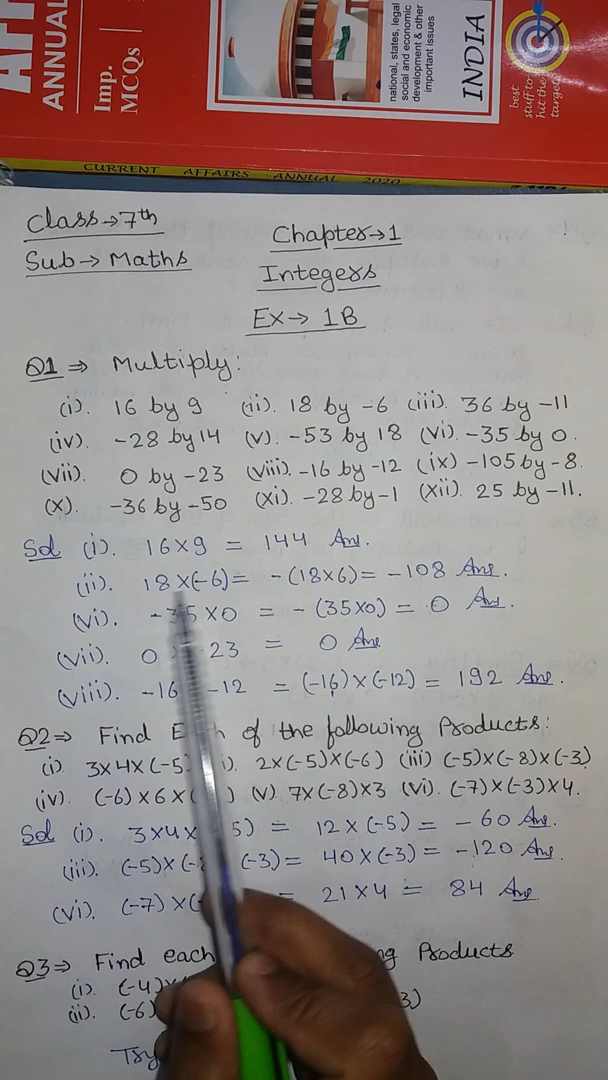 AFF
ANNUAL
Imp.
MCQs
national, states, legal
social and economic
development & other
important issues
INDIA
best
stuff to
hit the
target
CURRENT AFFAIRS ANNUAL 2020
Class→7th
Sub→Maths
Chapter→1
Integers
Ex→ 1B
Q1⇒ Multiply:
(i). 16 by 9 (ii). 18 by -6 (iii). 36 by -11
(iv). -28 by 14 (v). -53 by 18 (vi). -35 by 0.
(vii). 0 by -23 (viii). -16 by -12 (ix) -105 by -8.
(x). -36 by -50 (xi). -28 by -1 (xii). 25 by -11.
Sol (i). 16×9 = 144 Ans.
(ii). 18×(-6)= -(18×6)= -108 Ans.
(vi). -35×0 = -(35×0) = 0 Ans.
(vii). 0 23 = 0 Ans
(viii). -16 -12 = (-16)×(-12) = 192 Ans.
Q2⇒ Find of the following Products:
(i). 3×4×(-5 ). 2×(-5)×(-6) (iii) (-5)×(-8)×(-3)
(iv). (-6)×6×( ) (v). 7×(-8)×3 (vi). (-7)×(-3)×4.
Sol (i). 3×4× 5) = 12×(-5) = -60 Ans.
(iii). (-5)×(- (-3)= 40×(-3)= -120 Ans
(vi). (-7)×(- = 21×4 = 84 Ans
Q3⇒ Find each Products
(i). (-4)×
(ii). (-6) 3)